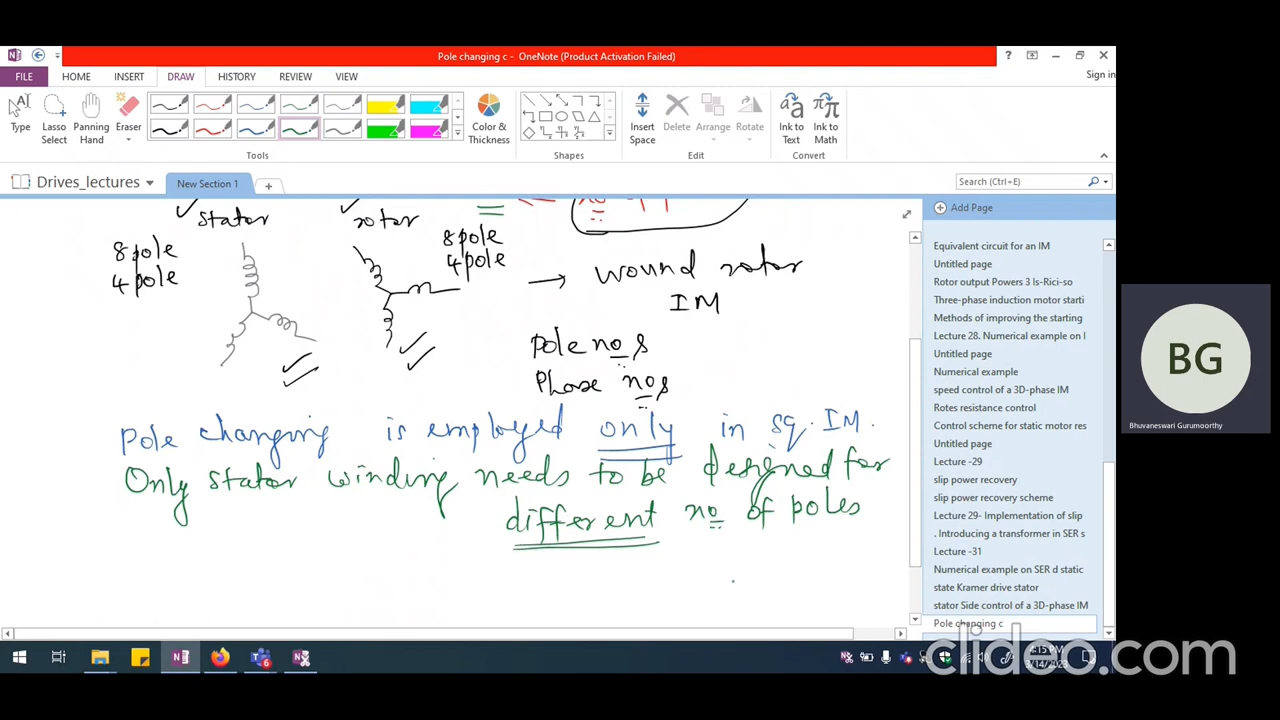 Pole changing c - OneNote (Product Activation Failed)
Sign in
FILE HOME INSERT DRAW HISTORY REVIEW VIEW
Type
Lasso Select
Panning Hand
Eraser
Color & Thickness
Insert Space
Delete
Arrange
Rotate
Ink to Text
Ink to Math
Tools
Shapes
Edit
Convert
Drives_lectures
New Section 1
Search (Ctrl+E)
Stator rotor
8 pole
4 pole
8 pole
4 pole
→ wound rotor
IM
Pole nos
Phase nos
Pole changing is employed only in sq. IM.
Only stator winding needs to be designed for
different no of poles
Add Page
Equivalent circuit for an IM
Untitled page
Rotor output Powers 3 Is-Rici-so
Three-phase induction motor starti
Methods of improving the starting
Lecture 28. Numerical example on I
Untitled page
Numerical example
speed control of a 3D-phase IM
Rotes resistance control
Control scheme for static motor res
Untitled page
Lecture -29
slip power recovery
slip power recovery scheme
Lecture 29- Implementation of slip
. Introducing a transformer in SER s
Lecture -31
Numerical example on SER d static
state Kramer drive stator
stator Side control of a 3D-phase IM
Pole changing c
BG
Bhuvaneswari Gurumoorthy
4:15 PM
3/14/2023
clideo.com